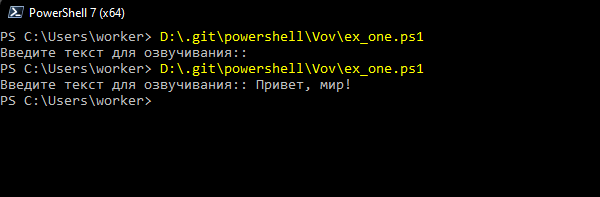 PowerShell 7 (x64)
PS C:\Users\worker> D:\.git\powershell\Vov\ex_one.ps1
Введите текст для озвучивания::
PS C:\Users\worker> D:\.git\powershell\Vov\ex_one.ps1
Введите текст для озвучивания:: Привет, мир!
PS C:\Users\worker>